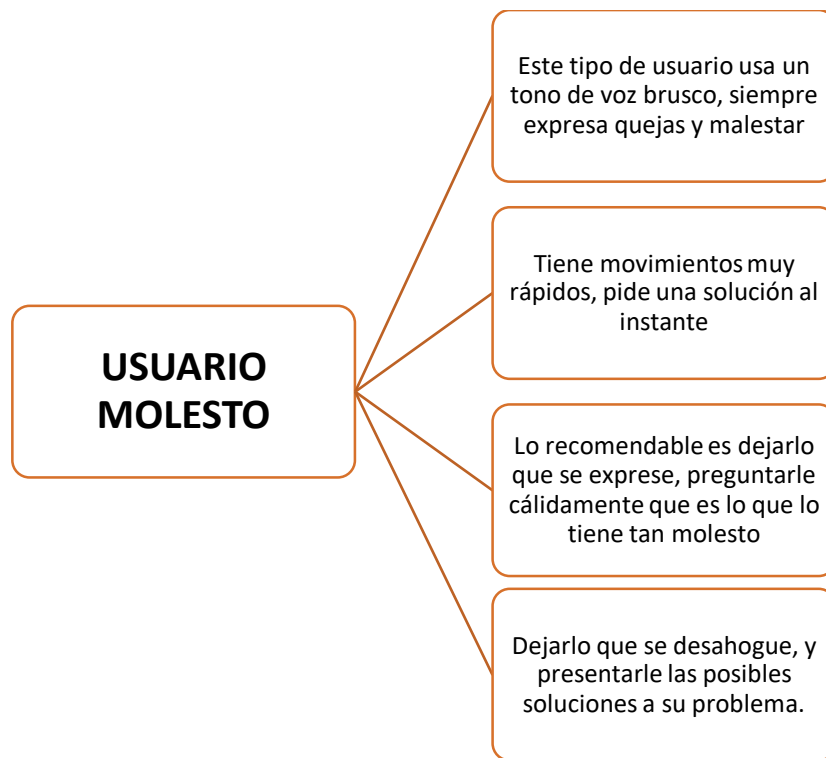 USUARIO
MOLESTO
Este tipo de usuario usa un
tono de voz brusco, siempre
expresa quejas y malestar
Tiene movimientos muy
rápidos, pide una solución al
instante
Lo recomendable es dejarlo
que se exprese, preguntarle
cálidamente que es lo que lo
tiene tan molesto
Dejarlo que se desahogue, y
presentarle las posibles
soluciones a su problema.